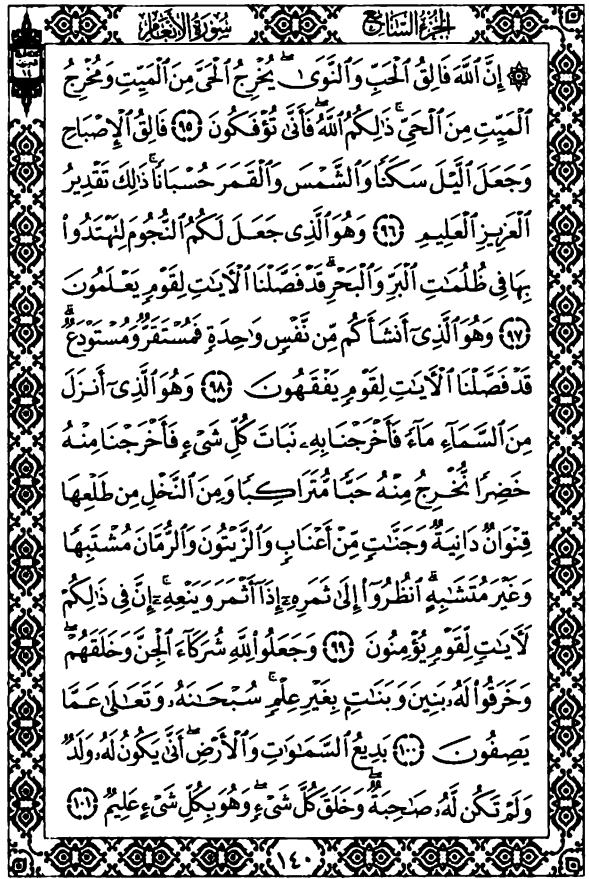 الجزء السابع
سورة الأنعام
۞ إِنَّ ٱللَّهَ فَالِقُ ٱلْحَبِّ وَٱلنَّوَىٰ ۖ يُخْرِجُ ٱلْحَىَّ مِنَ ٱلْمَيِّتِ وَمُخْرِجُ
ٱلْمَيِّتِ مِنَ ٱلْحَىِّ ۚ ذَٰلِكُمُ ٱللَّهُ ۖ فَأَنَّىٰ تُؤْفَكُونَ ٩٥ فَالِقُ ٱلْإِصْبَاحِ
وَجَعَلَ ٱلَّيْلَ سَكَنًا وَٱلشَّمْسَ وَٱلْقَمَرَ حُسْبَانًا ۚ ذَٰلِكَ تَقْدِيرُ
ٱلْعَزِيزِ ٱلْعَلِيمِ ٩٦ وَهُوَ ٱلَّذِى جَعَلَ لَكُمُ ٱلنُّجُومَ لِتَهْتَدُوا۟
بِهَا فِى ظُلُمَٰتِ ٱلْبَرِّ وَٱلْبَحْرِ ۗ قَدْ فَصَّلْنَا ٱلْءَايَٰتِ لِقَوْمٍ يَعْلَمُونَ
٩٧ وَهُوَ ٱلَّذِىٓ أَنشَأَكُم مِّن نَّفْسٍ وَٰحِدَةٍ فَمُسْتَقَرٌّ وَمُسْتَوْدَعٌ ۗ
قَدْ فَصَّلْنَا ٱلْءَايَٰتِ لِقَوْمٍ يَفْقَهُونَ ٩٨ وَهُوَ ٱلَّذِىٓ أَنزَلَ
مِنَ ٱلسَّمَآءِ مَآءً فَأَخْرَجْنَا بِهِۦ نَبَاتَ كُلِّ شَىْءٍ فَأَخْرَجْنَا مِنْهُ
خَضِرًا نُّخْرِجُ مِنْهُ حَبًّا مُّتَرَاكِبًا وَمِنَ ٱلنَّخْلِ مِن طَلْعِهَا
قِنْوَانٌ دَانِيَةٌ وَجَنَّٰتٍ مِّنْ أَعْنَابٍ وَٱلزَّيْتُونَ وَٱلرُّمَّانَ مُشْتَبِهًا
وَغَيْرَ مُتَشَٰبِهٍ ۗ ٱنظُرُوٓا۟ إِلَىٰ ثَمَرِهِۦٓ إِذَآ أَثْمَرَ وَيَنْعِهِۦٓ ۚ إِنَّ فِى ذَٰلِكُمْ
لَءَايَٰتٍ لِّقَوْمٍ يُؤْمِنُونَ ٩٩ وَجَعَلُوا۟ لِلَّهِ شُرَكَآءَ ٱلْجِنَّ وَخَلَقَهُمْ ۖ
وَخَرَقُوا۟ لَهُۥ بَنِينَ وَبَنَٰتٍۭ بِغَيْرِ عِلْمٍ ۚ سُبْحَٰنَهُۥ وَتَعَٰلَىٰ عَمَّا
يَصِفُونَ ١٠٠ بَدِيعُ ٱلسَّمَٰوَٰتِ وَٱلْأَرْضِ ۖ أَنَّىٰ يَكُونُ لَهُۥ وَلَدٌ
وَلَمْ تَكُن لَّهُۥ صَٰحِبَةٌ ۖ وَخَلَقَ كُلَّ شَىْءٍ ۖ وَهُوَ بِكُلِّ شَىْءٍ عَلِيمٌ ١٠١
١٤٠